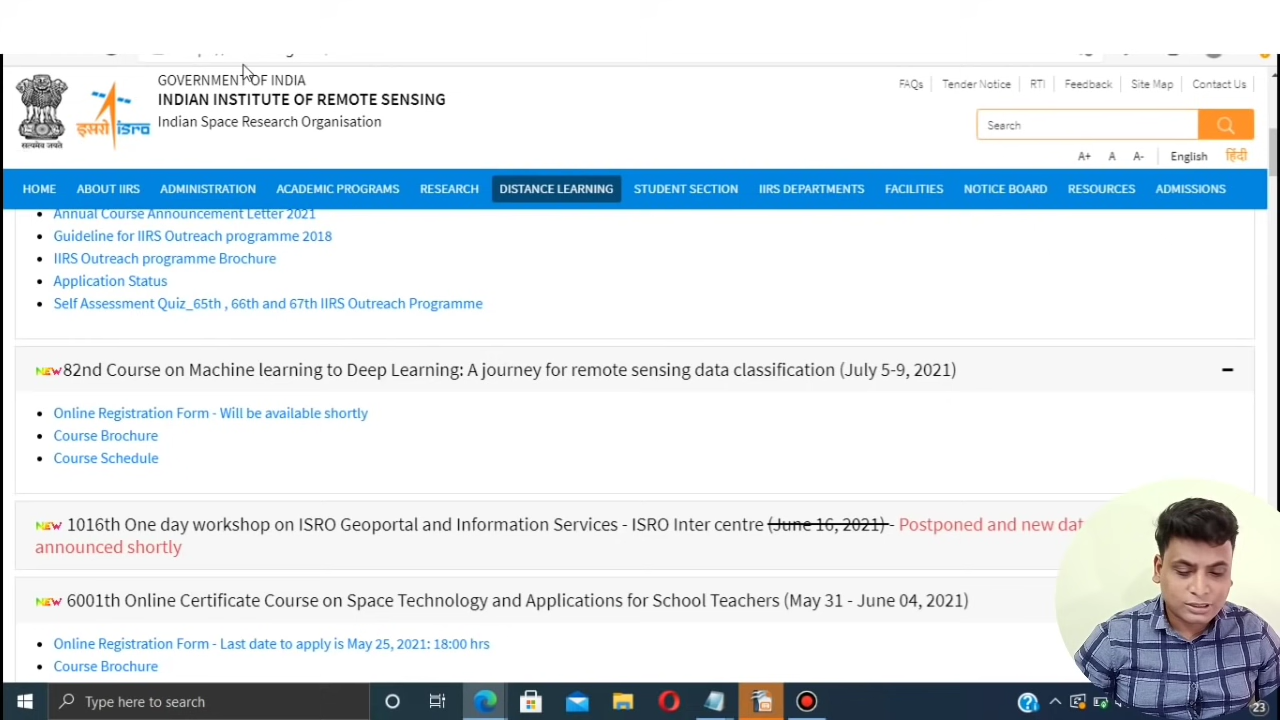 GOVERNMENT OF INDIA
INDIAN INSTITUTE OF REMOTE SENSING
Indian Space Research Organisation
सत्यमेव जयते
इसरो isro
FAQs
Tender Notice
RTI
Feedback
Site Map
Contact Us
Search
A+ A A- English हिंदी
HOME ABOUT IIRS ADMINISTRATION ACADEMIC PROGRAMS RESEARCH DISTANCE LEARNING STUDENT SECTION IIRS DEPARTMENTS FACILITIES NOTICE BOARD RESOURCES ADMISSIONS
Annual Course Announcement Letter 2021
Guideline for IIRS Outreach programme 2018
IIRS Outreach programme Brochure
Application Status
Self Assessment Quiz_65th , 66th and 67th IIRS Outreach Programme
NEW 82nd Course on Machine learning to Deep Learning: A journey for remote sensing data classification (July 5-9, 2021)
Online Registration Form - Will be available shortly
Course Brochure
Course Schedule
NEW 1016th One day workshop on ISRO Geoportal and Information Services - ISRO Inter centre (June 16, 2021) - Postponed and new
announced shortly
NEW 6001th Online Certificate Course on Space Technology and Applications for School Teachers (May 31 - June 04, 2021)
Online Registration Form - Last date to apply is May 25, 2021: 18:00 hrs
Course Brochure
Type here to search
23